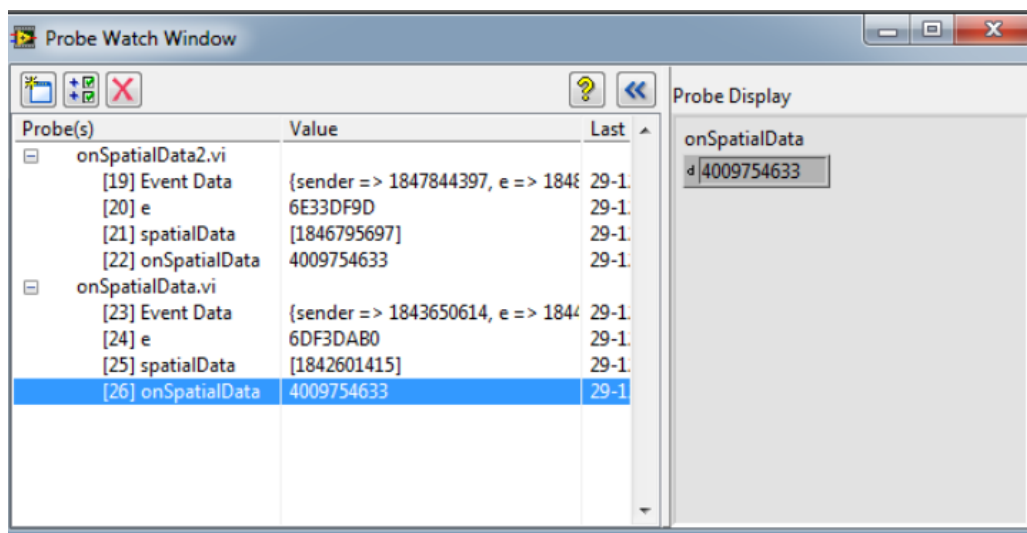 Probe Watch Window
Probe Display
Probe(s) Value Last
onSpatialData2.vi
[19] Event Data {sender => 1847844397, e => 1848 29-1
[20] e 6E33DF9D 29-1
[21] spatialData [1846795697] 29-1
[22] onSpatialData 4009754633 29-1
onSpatialData.vi
[23] Event Data {sender => 1843650614, e => 1844 29-1
[24] e 6DF3DAB0 29-1
[25] spatialData [1842601415] 29-1
[26] onSpatialData 4009754633 29-1
onSpatialData
d 4009754633